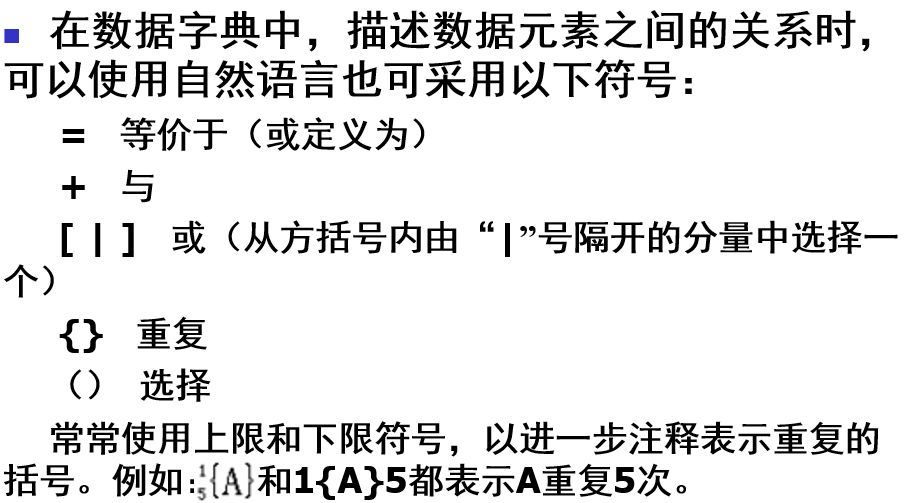 ■ 在数据字典中，描述数据元素之间的关系时，
可以使用自然语言也可采用以下符号：
= 等价于（或定义为）
+ 与
[ | ] 或（从方括号内由“|”号隔开的分量中选择一
个）
{} 重复
（） 选择
常常使用上限和下限符号，以进一步注释表示重复的
括号。例如:¹₅{A}和1{A}5都表示A重复5次。